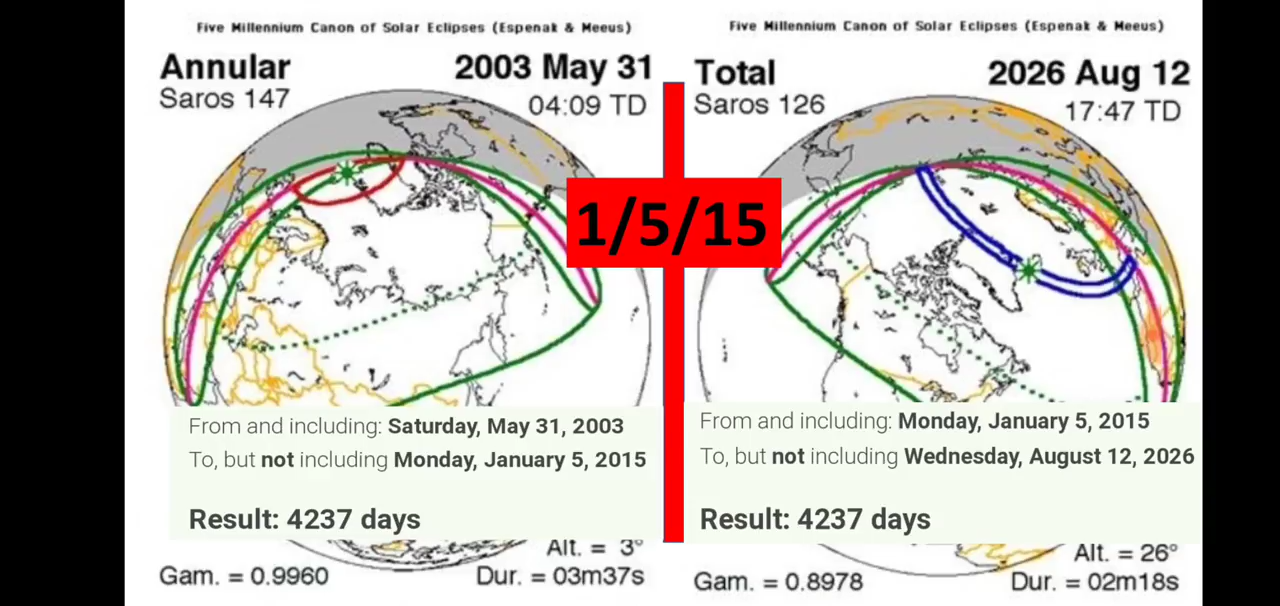 Five Millennium Canon of Solar Eclipses (Espenak & Meeus)
Annular
2003 May 31
Saros 147
04:09 TD
From and including: Saturday, May 31, 2003
To, but not including Monday, January 5, 2015
Result: 4237 days
Alt. = 3°
Gam. = 0.9960
Dur. = 03m37s
1/5/15
Five Millennium Canon of Solar Eclipses (Espenak & Meeus)
Total
2026 Aug 12
Saros 126
17:47 TD
From and including: Monday, January 5, 2015
To, but not including Wednesday, August 12, 2026
Result: 4237 days
Alt. = 26°
Gam. = 0.8978
Dur. = 02m18s